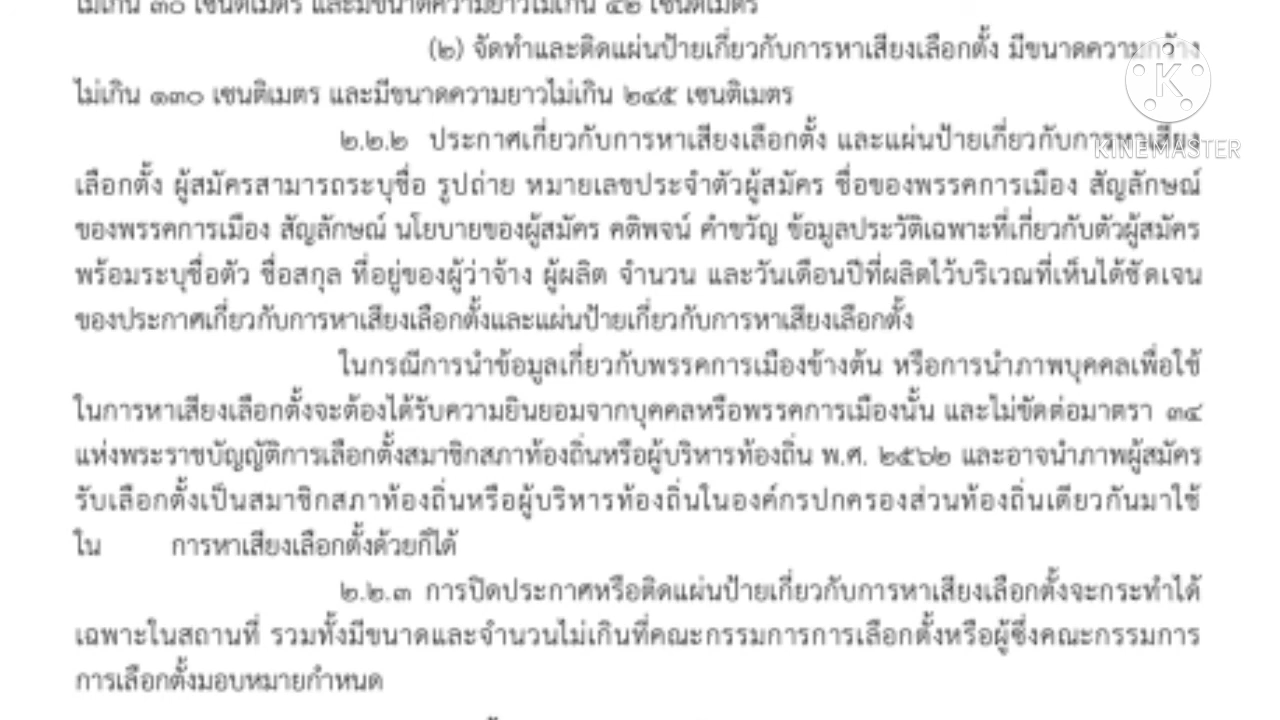 ไม่เกิน ๓๐ เซนติเมตร และมีขนาดความยาวไม่เกิน ๔๒ เซนติเมตร
(๒) จัดทำและติดแผ่นป้ายเกี่ยวกับการหาเสียงเลือกตั้ง มีขนาดความกว้าง
ไม่เกิน ๑๓๐ เซนติเมตร และมีขนาดความยาวไม่เกิน ๒๔๕ เซนติเมตร
๒.๒.๒ ประกาศเกี่ยวกับการหาเสียงเลือกตั้ง และแผ่นป้ายเกี่ยวกับการหาเสียง
เลือกตั้ง ผู้สมัครสามารถระบุชื่อ รูปถ่าย หมายเลขประจำตัวผู้สมัคร ชื่อของพรรคการเมือง สัญลักษณ์
ของพรรคการเมือง สัญลักษณ์ นโยบายของผู้สมัคร คติพจน์ คำขวัญ ข้อมูลประวัติเฉพาะที่เกี่ยวกับตัวผู้สมัคร
พร้อมระบุชื่อตัว ชื่อสกุล ที่อยู่ของผู้ว่าจ้าง ผู้ผลิต จำนวน และวันเดือนปีที่ผลิตไว้บริเวณที่เห็นได้ชัดเจน
ของประกาศเกี่ยวกับการหาเสียงเลือกตั้งและแผ่นป้ายเกี่ยวกับการหาเสียงเลือกตั้ง
ในกรณีการนำข้อมูลเกี่ยวกับพรรคการเมืองข้างต้น หรือการนำภาพบุคคลเพื่อใช้
ในการหาเสียงเลือกตั้งจะต้องได้รับความยินยอมจากบุคคลหรือพรรคการเมืองนั้น และไม่ขัดต่อมาตรา ๓๔
แห่งพระราชบัญญัติการเลือกตั้งสมาชิกสภาท้องถิ่นหรือผู้บริหารท้องถิ่น พ.ศ. ๒๕๖๒ และอาจนำภาพผู้สมัคร
รับเลือกตั้งเป็นสมาชิกสภาท้องถิ่นหรือผู้บริหารท้องถิ่นในองค์กรปกครองส่วนท้องถิ่นเดียวกันมาใช้
ใน การหาเสียงเลือกตั้งด้วยก็ได้
๒.๒.๓ การปิดประกาศหรือติดแผ่นป้ายเกี่ยวกับการหาเสียงเลือกตั้งจะกระทำได้
เฉพาะในสถานที่ รวมทั้งมีขนาดและจำนวนไม่เกินที่คณะกรรมการการเลือกตั้งหรือผู้ซึ่งคณะกรรมการ
การเลือกตั้งมอบหมายกำหนด
K
KINEMASTER